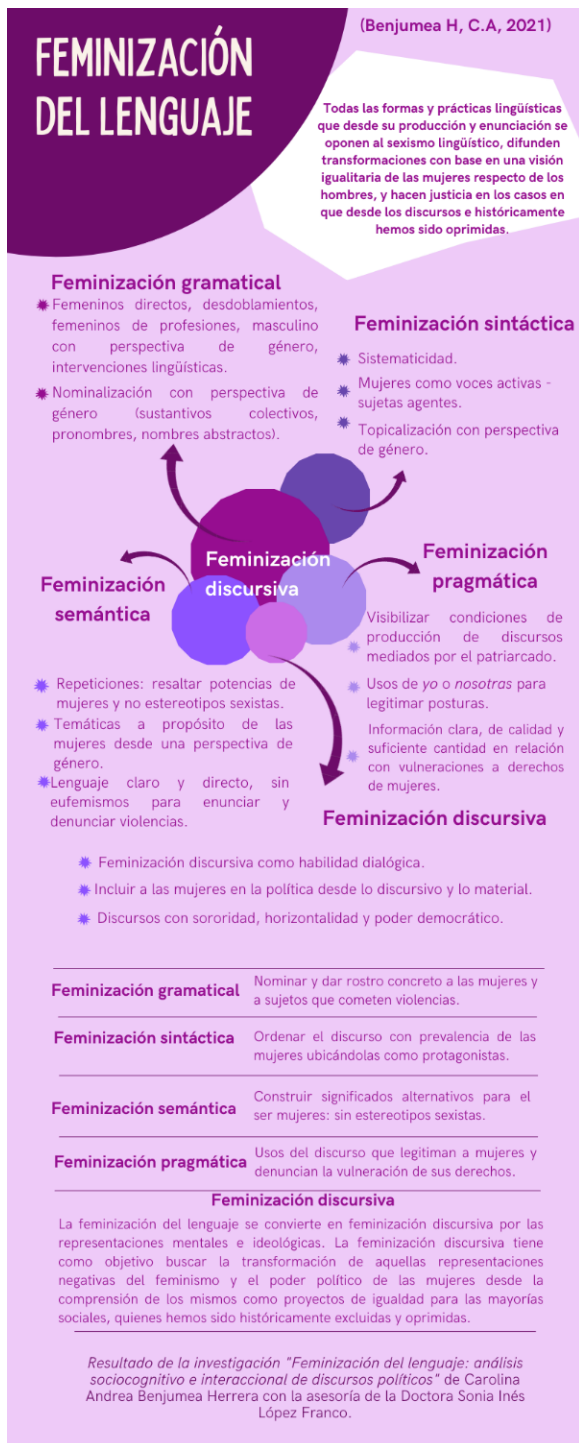 (Benjumea H, C.A, 2021)
FEMINIZACIÓN
DEL LENGUAJE
Todas las formas y prácticas lingüísticas
que desde su producción y enunciación se
oponen al sexismo lingüístico, difunden
transformaciones con base en una visión
igualitaria de las mujeres respecto de los
hombres, y hacen justicia en los casos en
que desde los discursos e históricamente
hemos sido oprimidas.
Feminización gramatical
Femeninos directos, desdoblamientos,
femeninos de profesiones, masculino
con perspectiva de género,
intervenciones lingüísticas.
Nominalización con perspectiva de
género (sustantivos colectivos,
pronombres, nombres abstractos).
Feminización sintáctica
Sistematicidad.
Mujeres como voces activas -
sujetas agentes.
Topicalización con perspectiva
de género.
Feminización
discursiva
Feminización
semántica
Feminización
pragmática
Repeticiones: resaltar potencias de
mujeres y no estereotipos sexistas.
Temáticas a propósito de las
mujeres desde una perspectiva de
género.
Lenguaje claro y directo, sin
eufemismos para enunciar y
denunciar violencias.
Visibilizar condiciones de
producción de discursos
mediados por el patriarcado.
Usos de yo o nosotras para
legitimar posturas.
Información clara, de calidad y
suficiente cantidad en relación
con vulneraciones a derechos
de mujeres.
Feminización discursiva
Feminización discursiva como habilidad dialógica.
Incluir a las mujeres en la política desde lo discursivo y lo material.
Discursos con sororidad, horizontalidad y poder democrático.
Feminización gramatical
Nominar y dar rostro concreto a las mujeres y
a sujetos que cometen violencias.
Feminización sintáctica
Ordenar el discurso con prevalencia de las
mujeres ubicándolas como protagonistas.
Feminización semántica
Construir significados alternativos para el
ser mujeres: sin estereotipos sexistas.
Feminización pragmática
Usos del discurso que legitiman a mujeres y
denuncian la vulneración de sus derechos.
Feminización discursiva
La feminización del lenguaje se convierte en feminización discursiva por las
representaciones mentales e ideológicas. La feminización discursiva tiene
como objetivo buscar la transformación de aquellas representaciones
negativas del feminismo y el poder político de las mujeres desde la
comprensión de los mismos como proyectos de igualdad para las mayorías
sociales, quienes hemos sido históricamente excluidas y oprimidas.
Resultado de la investigación "Feminización del lenguaje: análisis
sociocognitivo e interaccional de discursos políticos" de Carolina
Andrea Benjumea Herrera con la asesoría de la Doctora Sonia Inés
López Franco.